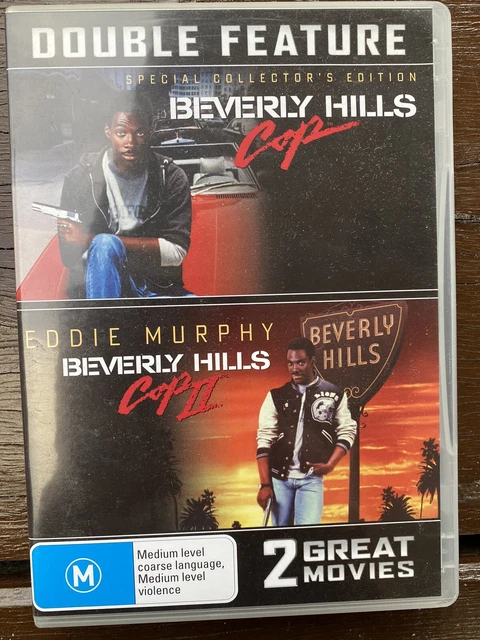 DOUBLE FEATURE
SPECIAL COLLECTOR'S EDITION
BEVERLY HILLS
Cop
EDDIE MURPHY
BEVERLY HILLS
Cop II
BEVERLY
HILLS
M
Medium level
coarse language,
Medium level
violence
2 GREAT
MOVIES